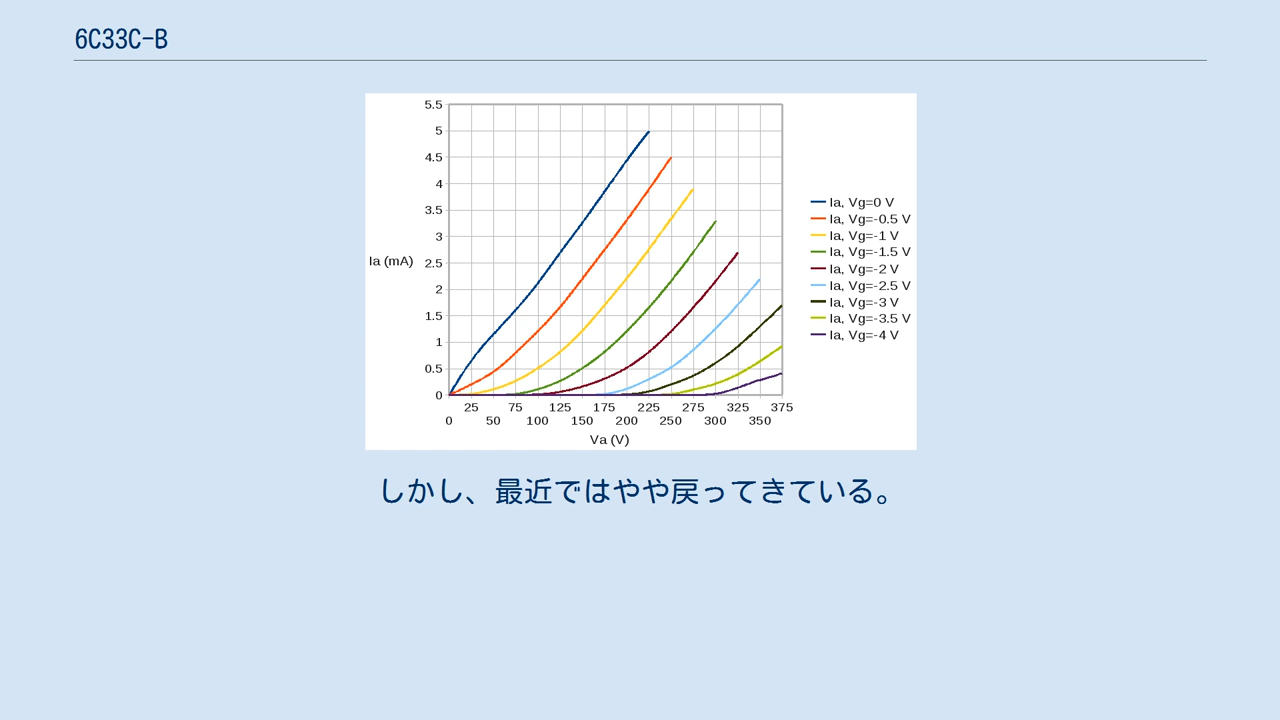 6C33C-B
5.5
5
4.5
4
3.5
3
2.5
2
1.5
1
0.5
0
Ia (mA)
25 75 125 175 225 275 325 375
0 50 100 150 200 250 300 350
Va (V)
Ia, Vg=0 V
Ia, Vg=-0.5 V
Ia, Vg=-1 V
Ia, Vg=-1.5 V
Ia, Vg=-2 V
Ia, Vg=-2.5 V
Ia, Vg=-3 V
Ia, Vg=-3.5 V
Ia, Vg=-4 V
しかし、最近ではやや戻ってきている。